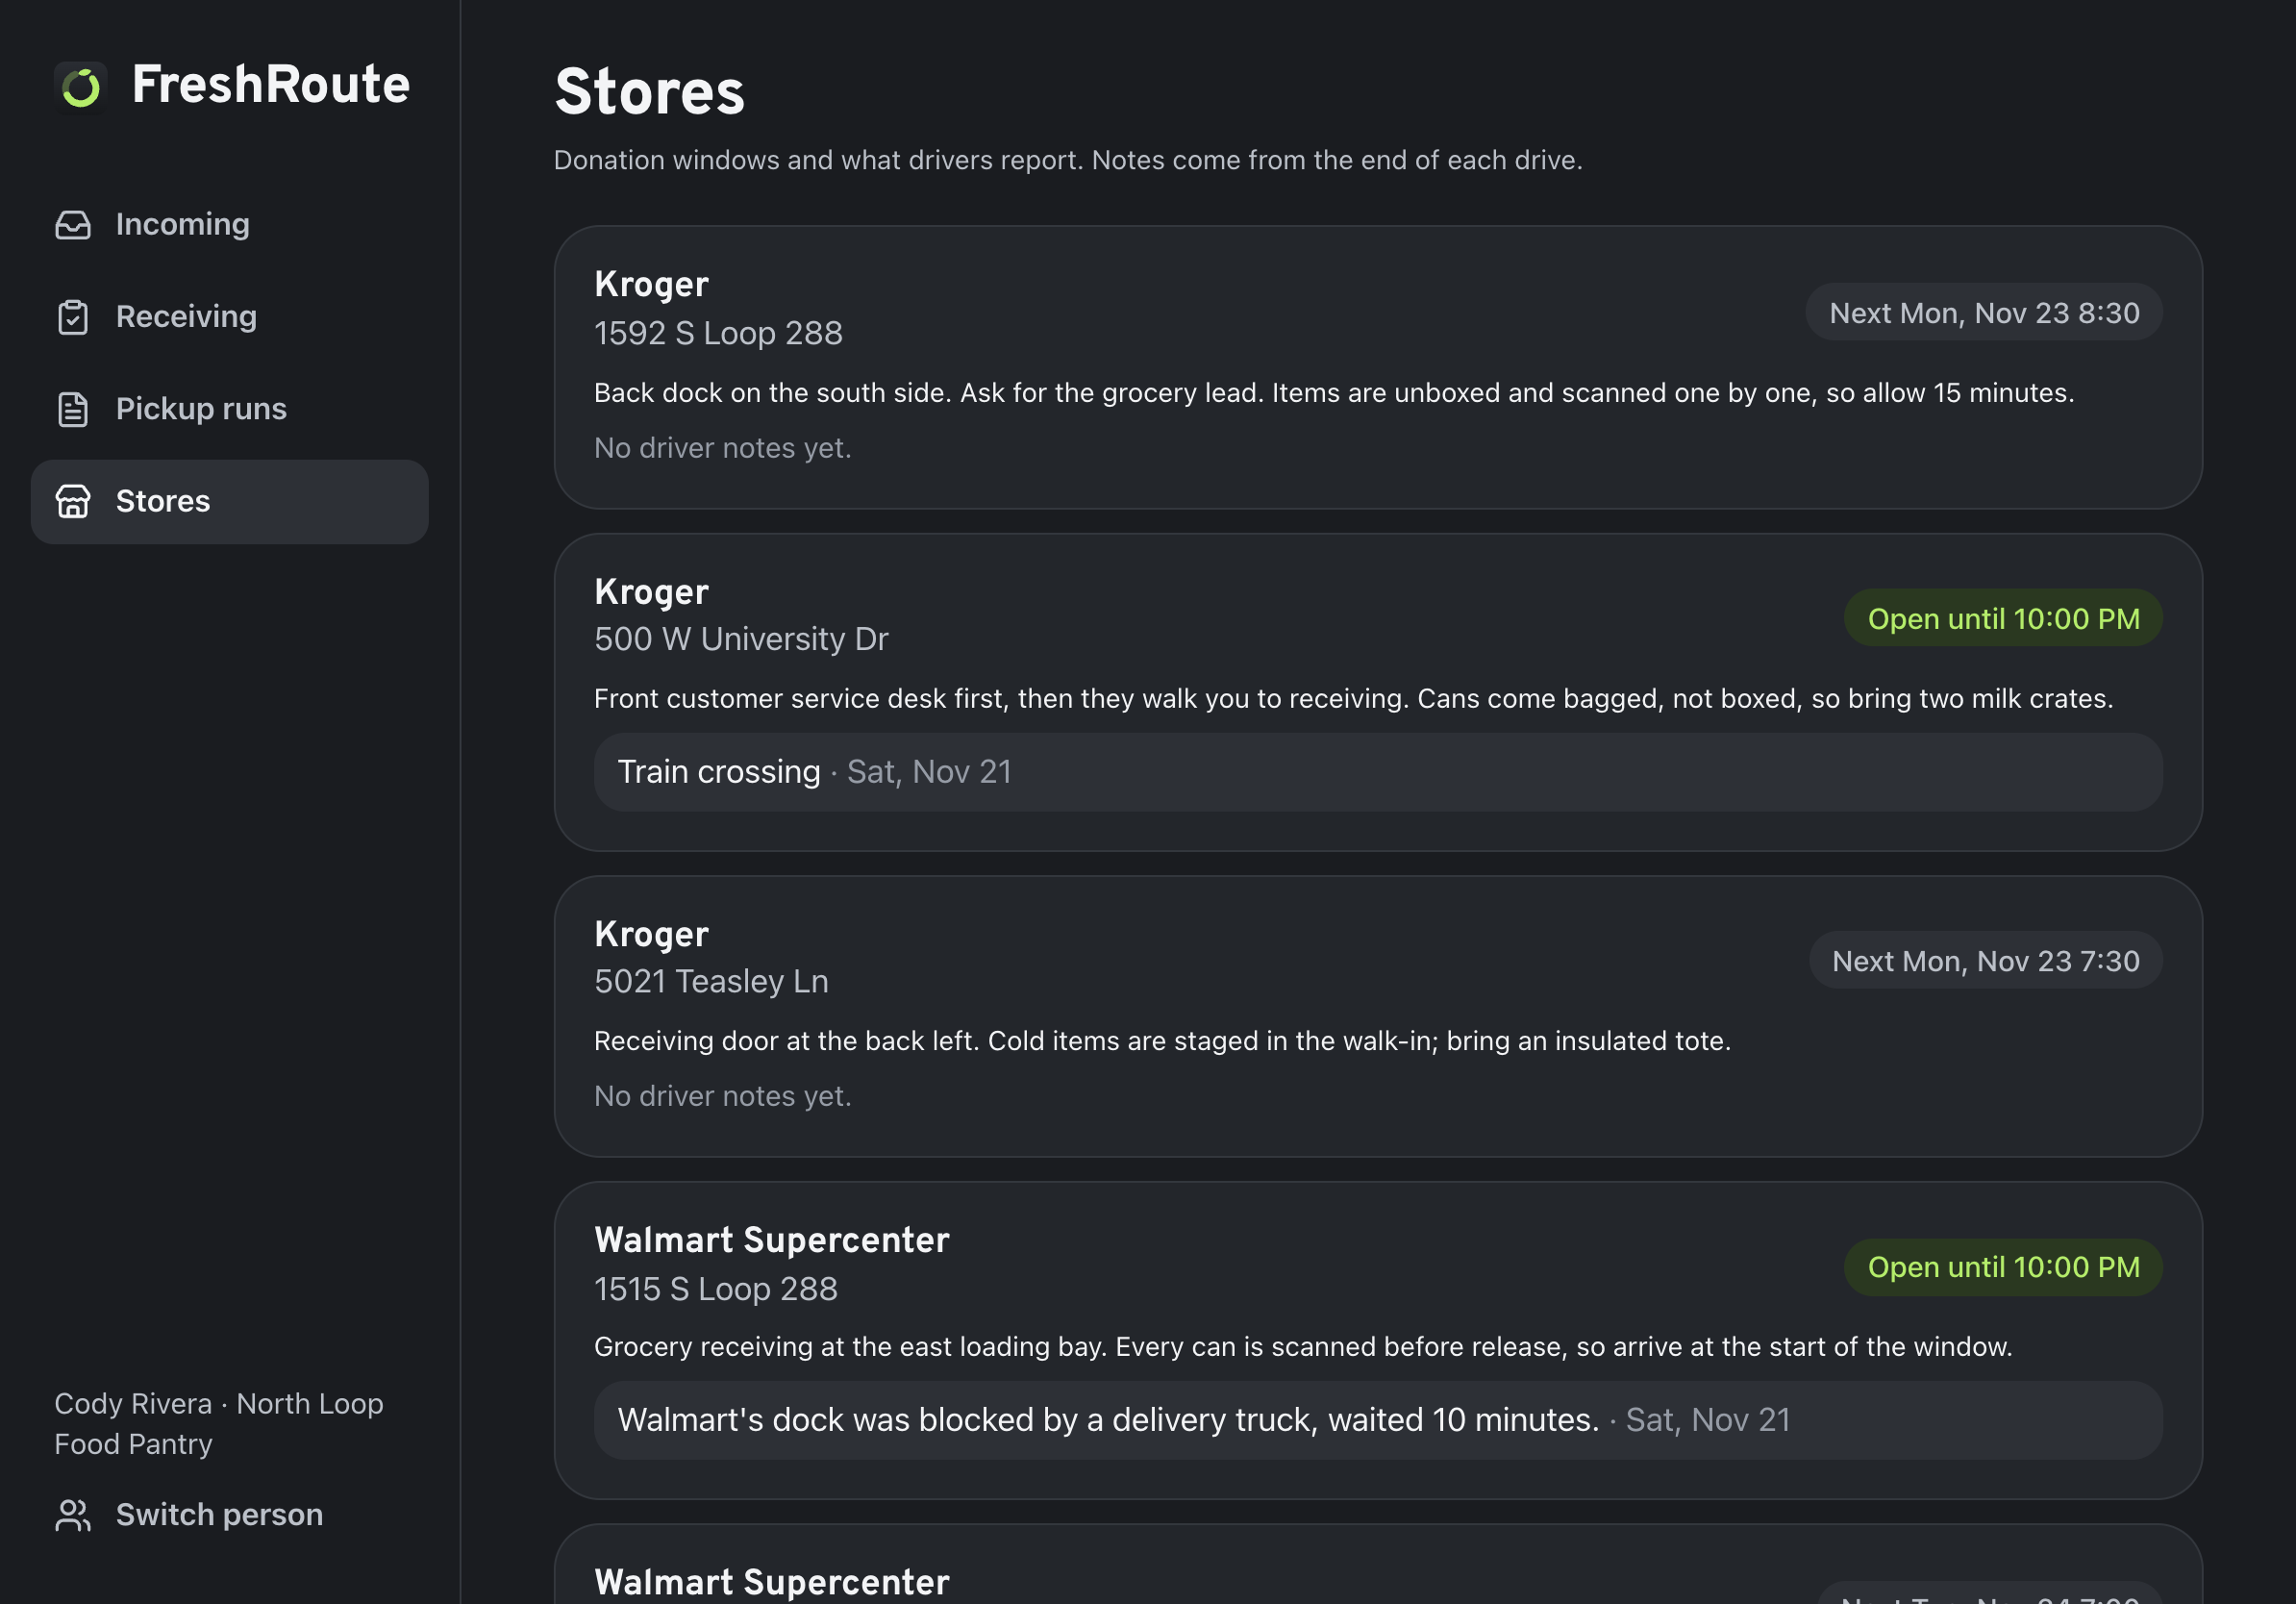 FreshRoute
Incoming
Receiving
Pickup runs
Stores
Cody Rivera · North Loop
Food Pantry
Switch person
Stores
Donation windows and what drivers report. Notes come from the end of each drive.
Kroger
1592 S Loop 288
Next Mon, Nov 23 8:30
Back dock on the south side. Ask for the grocery lead. Items are unboxed and scanned one by one, so allow 15 minutes.
No driver notes yet.
Kroger
500 W University Dr
Open until 10:00 PM
Front customer service desk first, then they walk you to receiving. Cans come bagged, not boxed, so bring two milk crates.
Train crossing · Sat, Nov 21
Kroger
5021 Teasley Ln
Next Mon, Nov 23 7:30
Receiving door at the back left. Cold items are staged in the walk-in; bring an insulated tote.
No driver notes yet.
Walmart Supercenter
1515 S Loop 288
Open until 10:00 PM
Grocery receiving at the east loading bay. Every can is scanned before release, so arrive at the start of the window.
Walmart's dock was blocked by a delivery truck, waited 10 minutes. · Sat, Nov 21
Walmart Supercenter